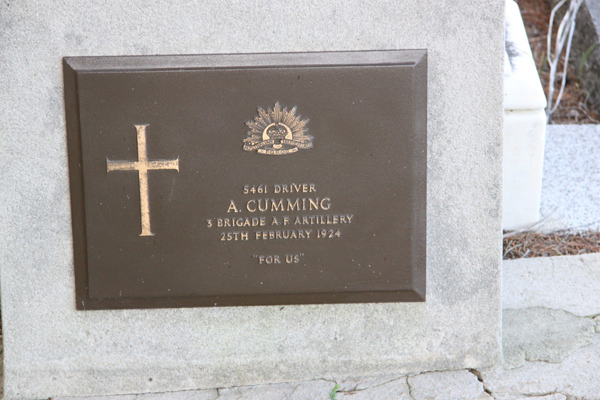 5461 DRIVER
A. CUMMING
3 BRIGADE A.F. ARTILLERY
25TH FEBRUARY 1924
"FOR US"